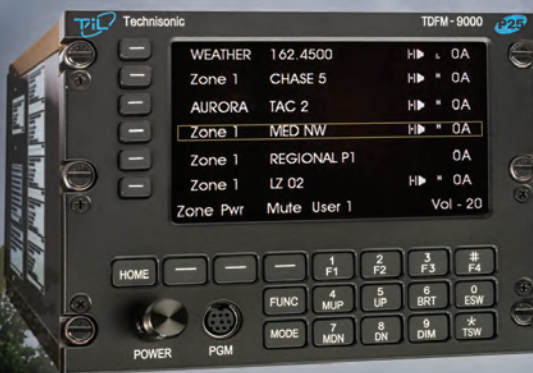 TiL Technisonic TDFM-9000 P25
WEATHER 162.4500 L 0A
Zone 1 CHASE 5 H 0A
AURORA TAC 2 H 0A
Zone 1 MED NW H 0A
Zone 1 REGIONAL P1 0A
Zone 1 LZ 02 H 0A
Zone Pwr Mute User 1 Vol - 20
HOME 1 F1 2 F2 3 F3 # F4
FUNC 4 MUP 5 UP 6 BRT 0 ESW
MODE 7 MDN 8 DN 9 DIM * TSW
POWER PGM